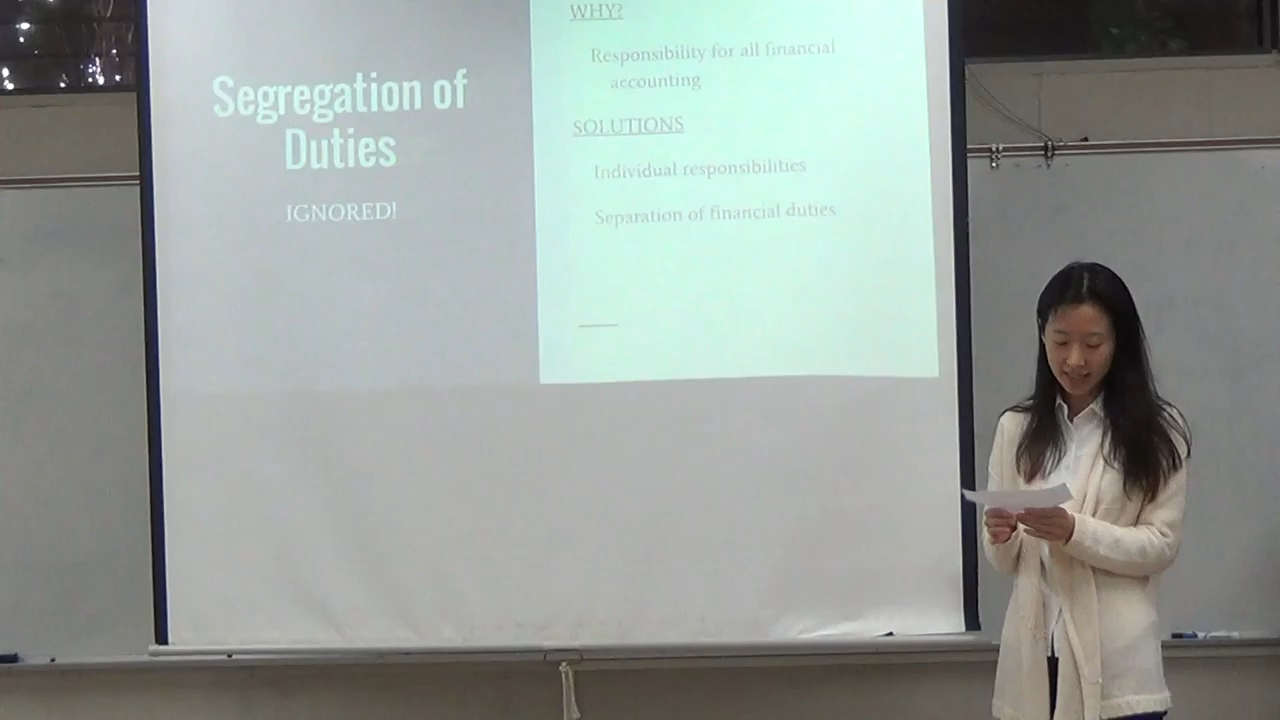 Segregation of
Duties
IGNORED!
WHY?
Responsibility for all financial
accounting
SOLUTIONS
Individual responsibilities
Separation of financial duties